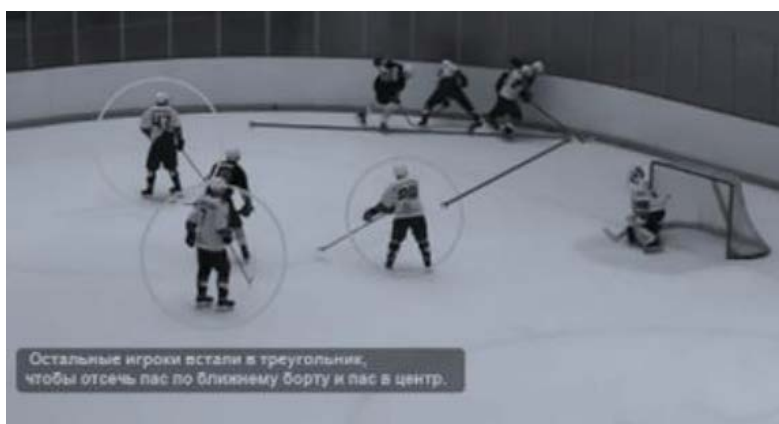 Остальные игроки встали в треугольник,
чтобы отсечь пас по ближнему борту и пас в центр.